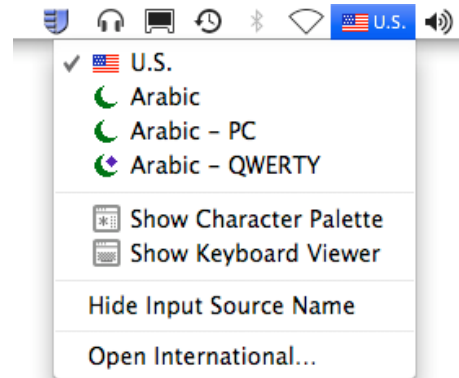 U.S.
U.S.
Arabic
Arabic – PC
Arabic – QWERTY
Show Character Palette
Show Keyboard Viewer
Hide Input Source Name
Open International...